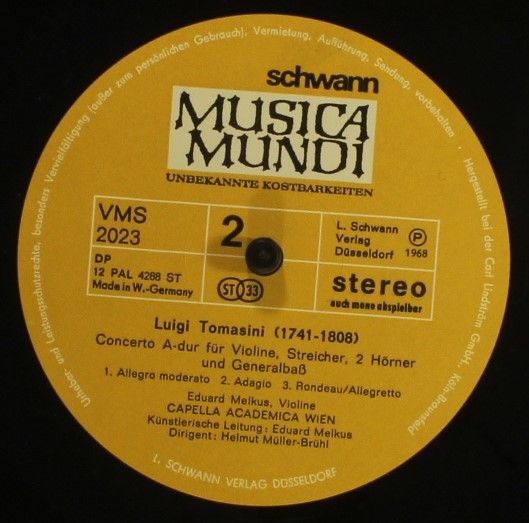 schwann
MUSICA
MUNDI
UNBEKANNTE KOSTBARKEITEN
VMS
2023
2
L. Schwann
Verlag
Düsseldorf
P
1968
DP
12 PAL 4288 ST
Made in W.-Germany
ST 33
stereo
auch mono abspielbar
Luigi Tomasini (1741-1808)
Concerto A-dur für Violine, Streicher, 2 Hörner
und Generalbaß
1. Allegro moderato 2. Adagio 3. Rondeau/Allegretto
Eduard Melkus, Violine
CAPELLA ACADEMICA WIEN
Künstlerische Leitung: Eduard Melkus
Dirigent: Helmut Müller-Brühl
L. SCHWANN VERLAG DÜSSELDORF
Urheber- und Leistungsschutzrechte, besonders Vervielfältigung (außer zum persönlichen Gebrauch), Vermietung, Aufführung, Sendung, vorbehalten · Hergestellt bei der Carl Lindström GmbH., Köln-Braunsfeld